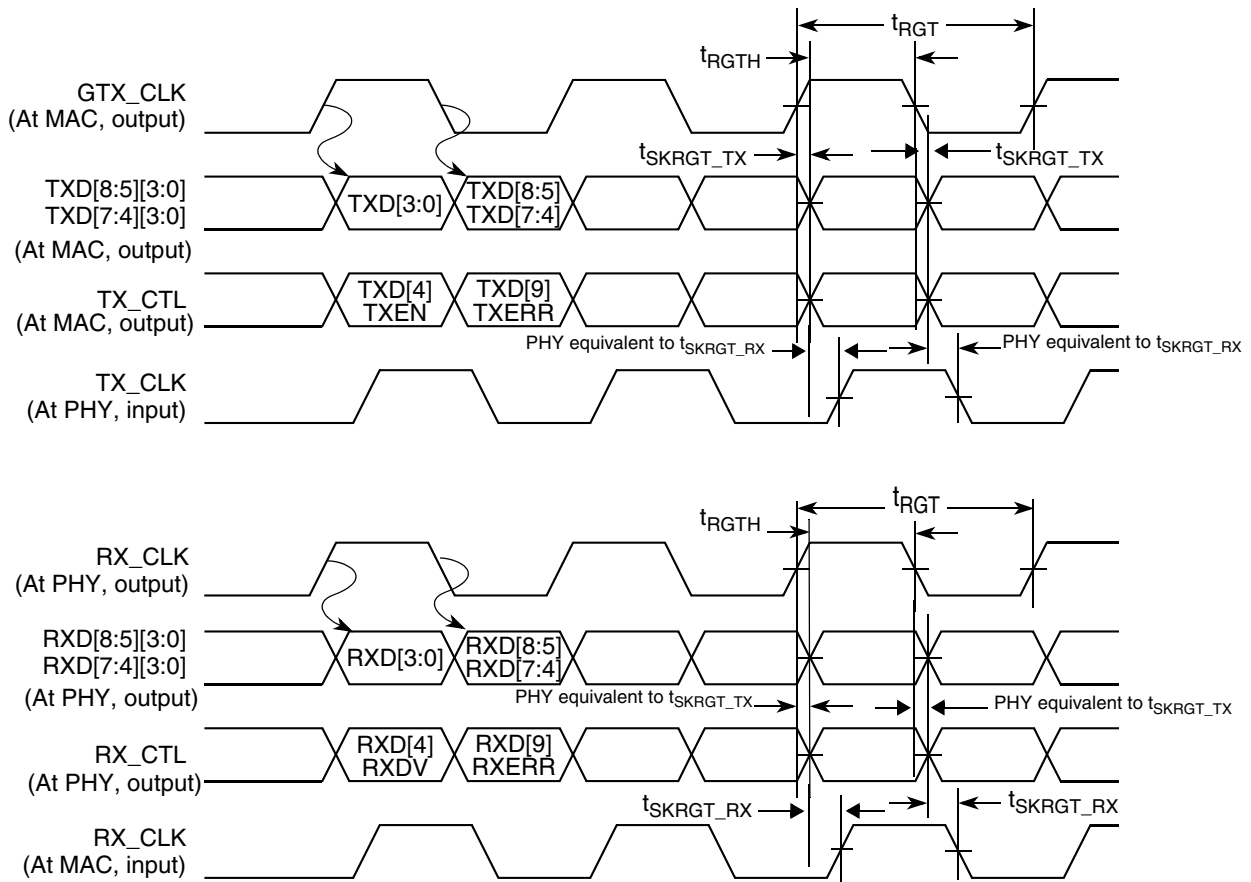 tRGT
tRGTH
GTX_CLK
(At MAC, output)
tSKRGT_TX
tSKRGT_TX
TXD[8:5][3:0]
TXD[7:4][3:0]
(At MAC, output)
TXD[3:0]
TXD[8:5]
TXD[7:4]
TX_CTL
(At MAC, output)
TXD[4]
TXEN
TXD[9]
TXERR
PHY equivalent to tSKRGT_RX
PHY equivalent to tSKRGT_RX
TX_CLK
(At PHY, input)
tRGT
tRGTH
RX_CLK
(At PHY, output)
RXD[8:5][3:0]
RXD[7:4][3:0]
(At PHY, output)
RXD[3:0]
RXD[8:5]
RXD[7:4]
PHY equivalent to tSKRGT_TX
PHY equivalent to tSKRGT_TX
RX_CTL
(At PHY, output)
RXD[4]
RXDV
RXD[9]
RXERR
tSKRGT_RX
tSKRGT_RX
RX_CLK
(At MAC, input)